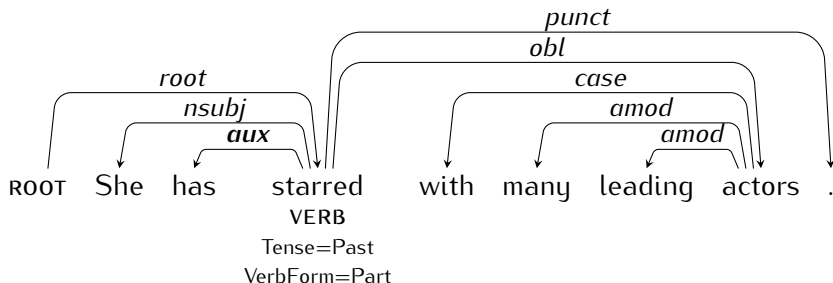 punct
obl
root case
nsubj amod
aux amod
ROOT She has starred with many leading actors .
VERB
Tense=Past
VerbForm=Part